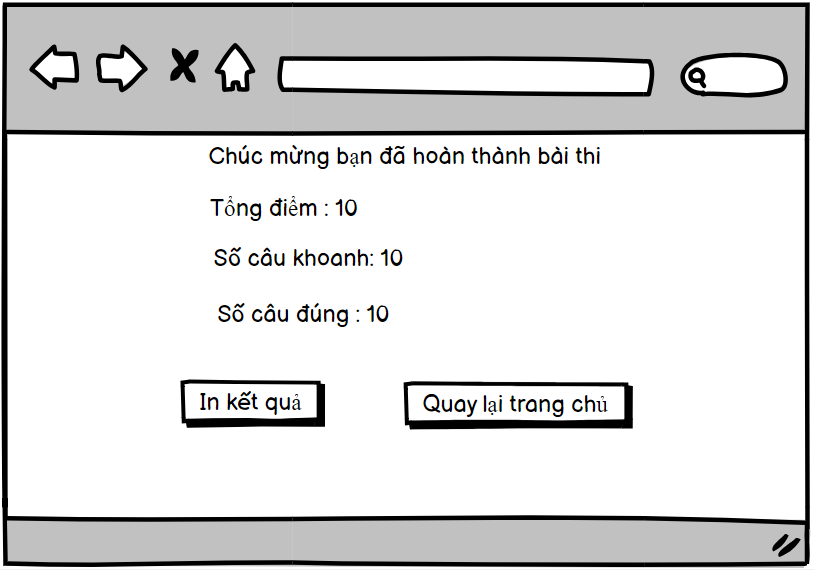 Chúc mừng bạn đã hoàn thành bài thi
Tổng điểm : 10
Số câu khoanh: 10
Số câu đúng : 10
In kết quả
Quay lại trang chủ